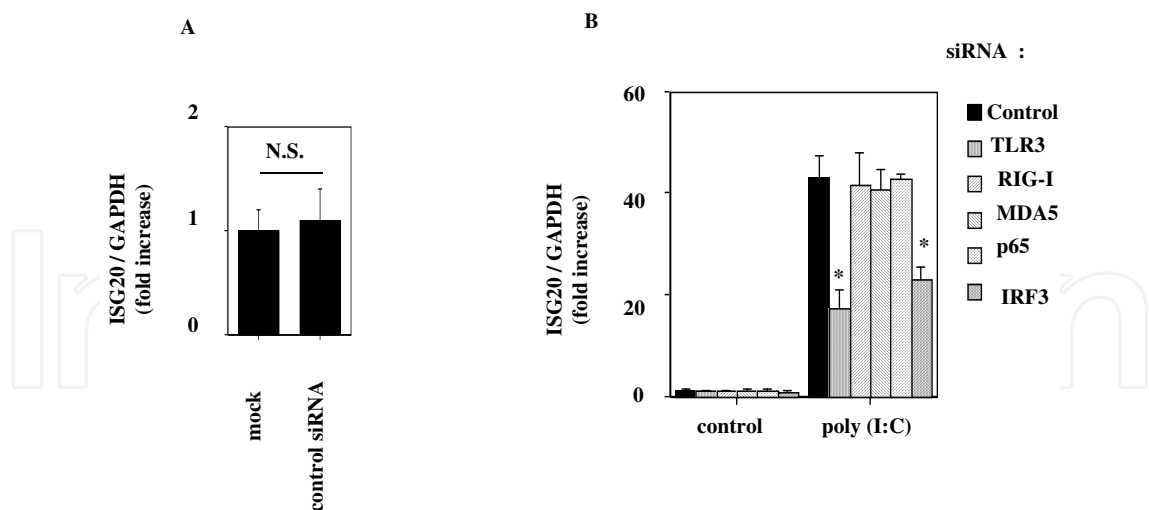 A
2
1
0
N.S.
ISG20 / GAPDH
(fold increase)
mock
control siRNA
B
siRNA :
60
40
20
0
ISG20 / GAPDH
(fold increase)
*
*
control
poly (I:C)
Control
TLR3
RIG-I
MDA5
p65
IRF3